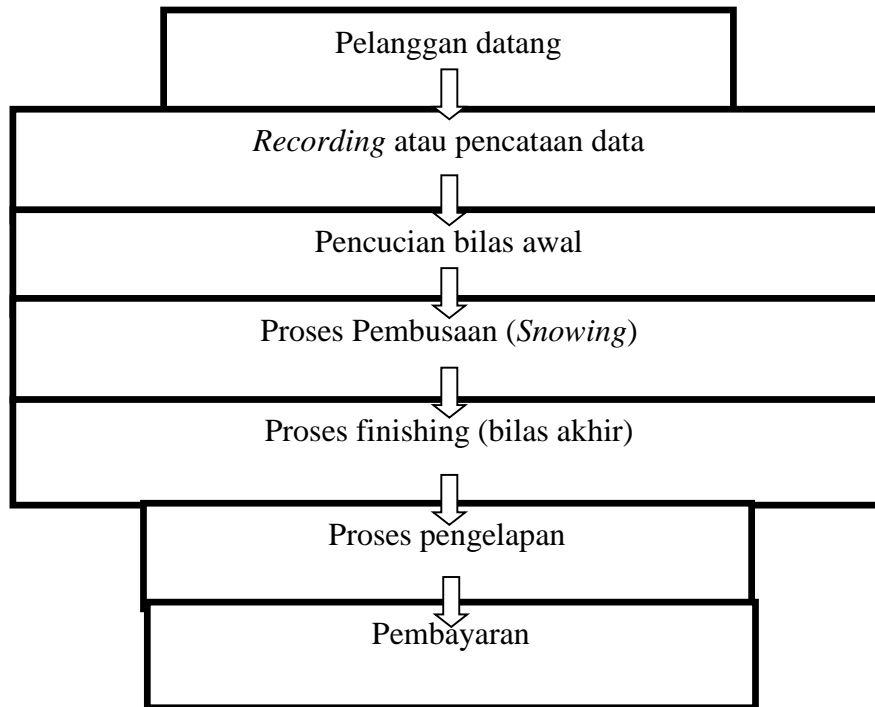 Pelanggan datang
Recording atau pencataan data
Pencucian bilas awal
Proses Pembusaan (Snowing)
Proses finishing (bilas akhir)
Proses pengelapan
Pembayaran